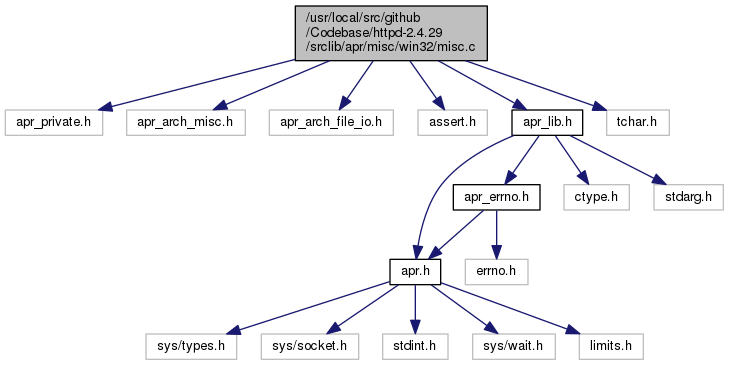 /usr/local/src/github
/Codebase/httpd-2.4.29
/srclib/apr/misc/win32/misc.c
apr_private.h
apr_arch_misc.h
apr_arch_file_io.h
assert.h
apr_lib.h
tchar.h
apr_errno.h
ctype.h
stdarg.h
apr.h
errno.h
sys/types.h
sys/socket.h
stdint.h
sys/wait.h
limits.h